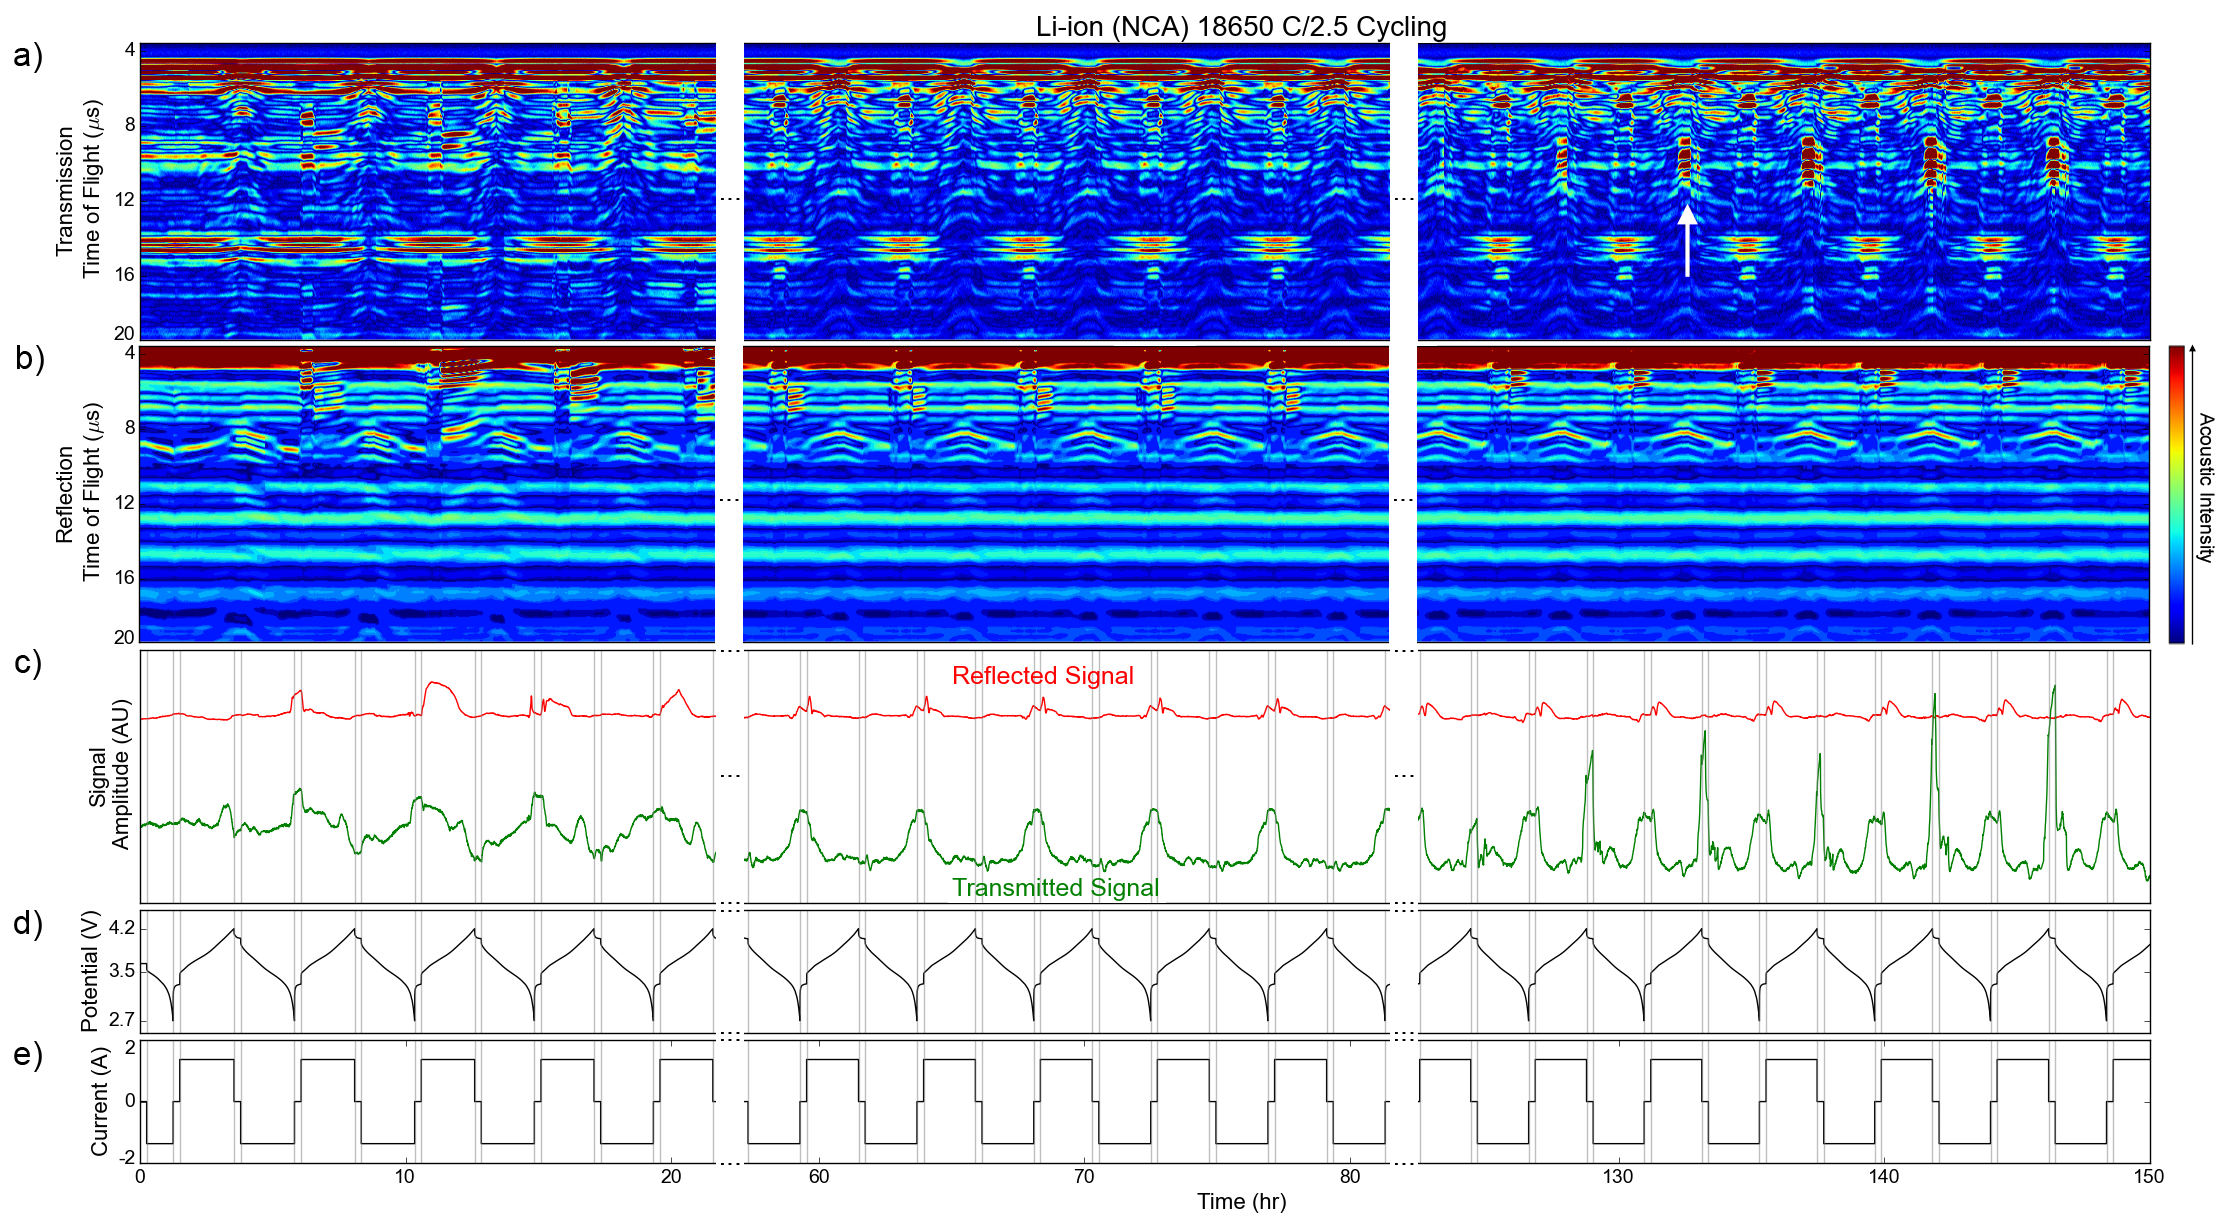 Li-ion (NCA) 18650 C/2.5 Cycling
a)
Transmission
Time of Flight (μs)
4
8
12
16
20
b)
Reflection
Time of Flight (μs)
4
8
12
16
20
Acoustic Intensity
c)
Signal
Amplitude (AU)
Reflected Signal
Transmitted Signal
d)
Potential (V)
4.2
3.5
2.7
e)
Current (A)
2
0
-2
0 10 20 60 70 80 130 140 150
Time (hr)